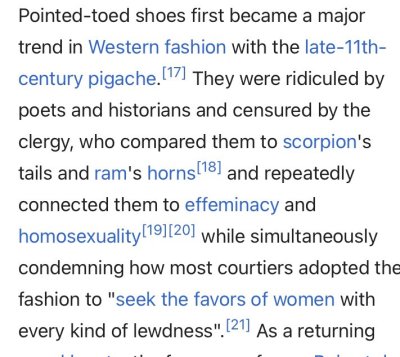 Pointed-toed shoes first became a major
trend in Western fashion with the late-11th-
century pigache.[17] They were ridiculed by
poets and historians and censured by the
clergy, who compared them to scorpion's
tails and ram's horns[18] and repeatedly
connected them to effeminacy and
homosexuality[19][20] while simultaneously
condemning how most courtiers adopted the
fashion to "seek the favors of women with
every kind of lewdness".[21] As a returning